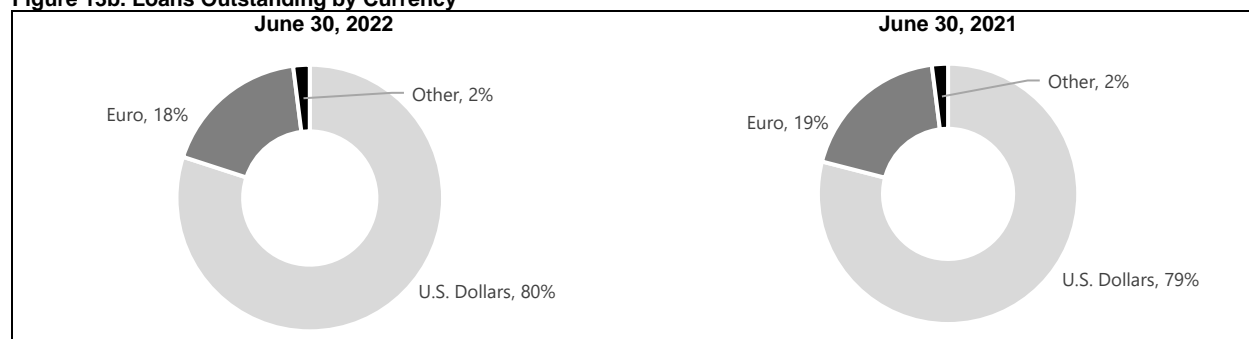 Figure 13b: Loans Outstanding by Currency
June 30, 2022
June 30, 2021
Other, 2%
Euro, 18%
U.S. Dollars, 80%
Other, 2%
Euro, 19%
U.S. Dollars, 79%